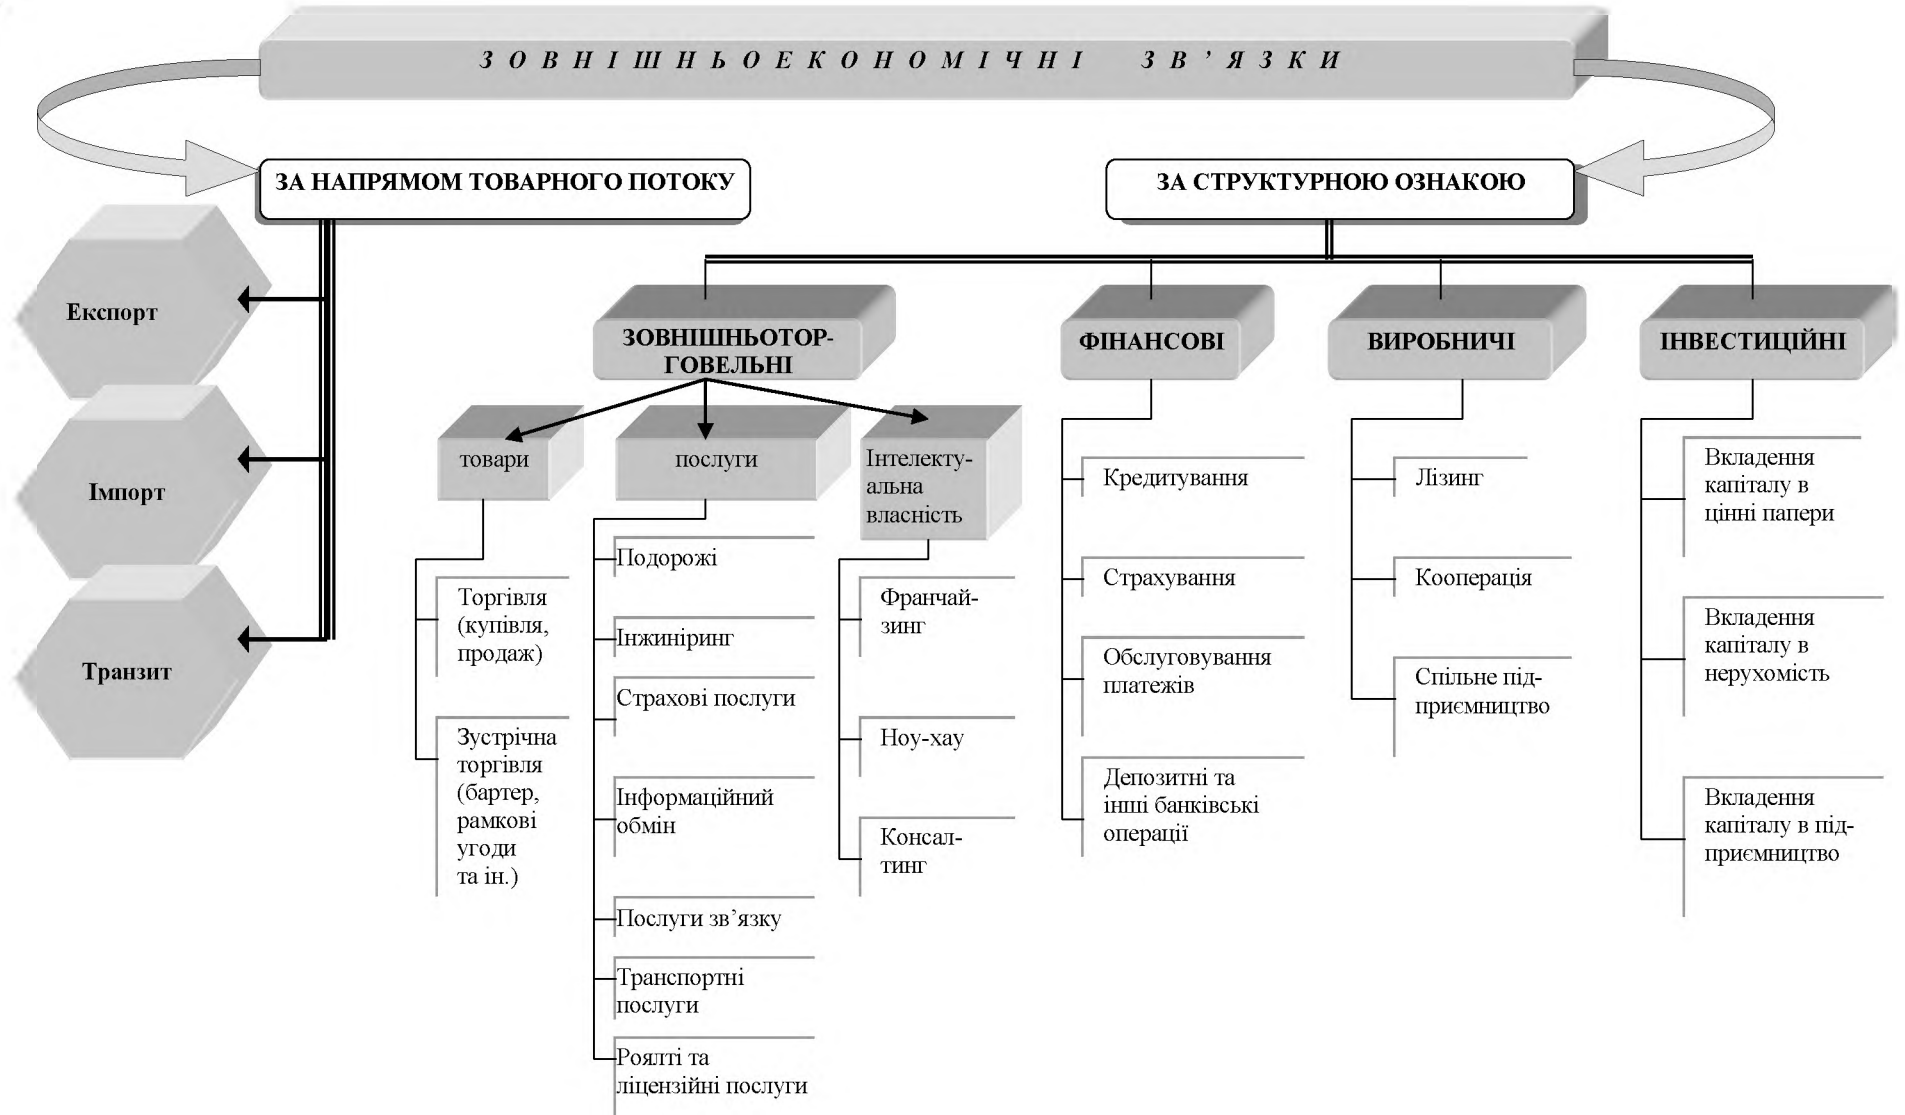 ЗОВНІШНЬОЕКОНОМІЧНІ ЗВ’ЯЗКИ
ЗА НАПРЯМОМ ТОВАРНОГО ПОТОКУ
ЗА СТРУКТУРНОЮ ОЗНАКОЮ
Експорт
Імпорт
Транзит
ЗОВНІШНЬОТОР-
ГОВЕЛЬНІ
ФІНАНСОВІ
ВИРОБНИЧІ
ІНВЕСТИЦІЙНІ
товари
послуги
Інтелекту-
альна
власність
Торгівля
(купівля,
продаж)
Зустрічна
торгівля
(бартер,
рамкові
угоди
та ін.)
Подорожі
Інжиніринг
Страхові послуги
Інформаційний
обмін
Послуги зв’язку
Транспортні
послуги
Роялті та
ліцензійні послуги
Франчай-
зинг
Ноу-хау
Консал-
тинг
Кредитування
Страхування
Обслуговування
платежів
Депозитні та
інші банківські
операції
Лізинг
Кооперація
Спільне під-
приємництво
Вкладення
капіталу в
цінні папери
Вкладення
капіталу в
нерухомість
Вкладення
капіталу в під-
приємництво